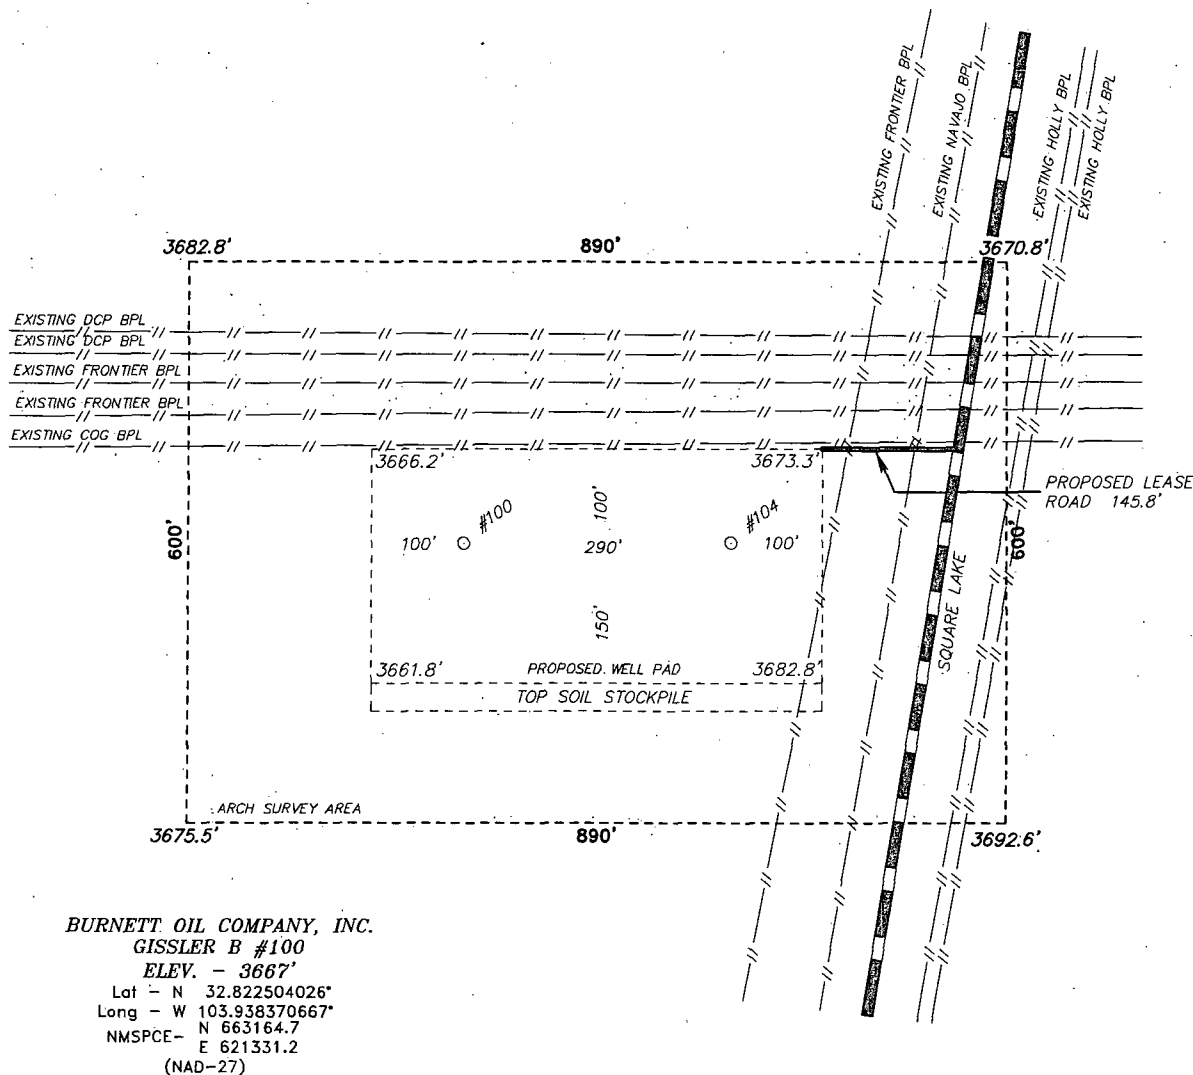 EXISTING FRONTIER BPL
EXISTING NAVAJO BPL
EXISTING HOLLY BPL
EXISTING HOLLY BPL
3682.8'
890'
3670.8'
EXISTING DCP BPL
EXISTING DCP BPL
EXISTING FRONTIER BPL
EXISTING FRONTIER BPL
EXISTING COG BPL
3666.2'
3673.3'
PROPOSED LEASE
ROAD 145.8'
600'
100'
#100
100'
290'
#104
100'
600'
150'
SQUARE LAKE
3661.8'
PROPOSED WELL PAD
3682.8'
TOP SOIL STOCKPILE
ARCH SURVEY AREA
3675.5'
890'
3692.6'
BURNETT OIL COMPANY, INC.
GISSLER B #100
ELEV. - 3667'
Lat - N 32.822504026°
Long - W 103.938370667°
NMSPCE- N 663164.7
E 621331.2
(NAD-27)